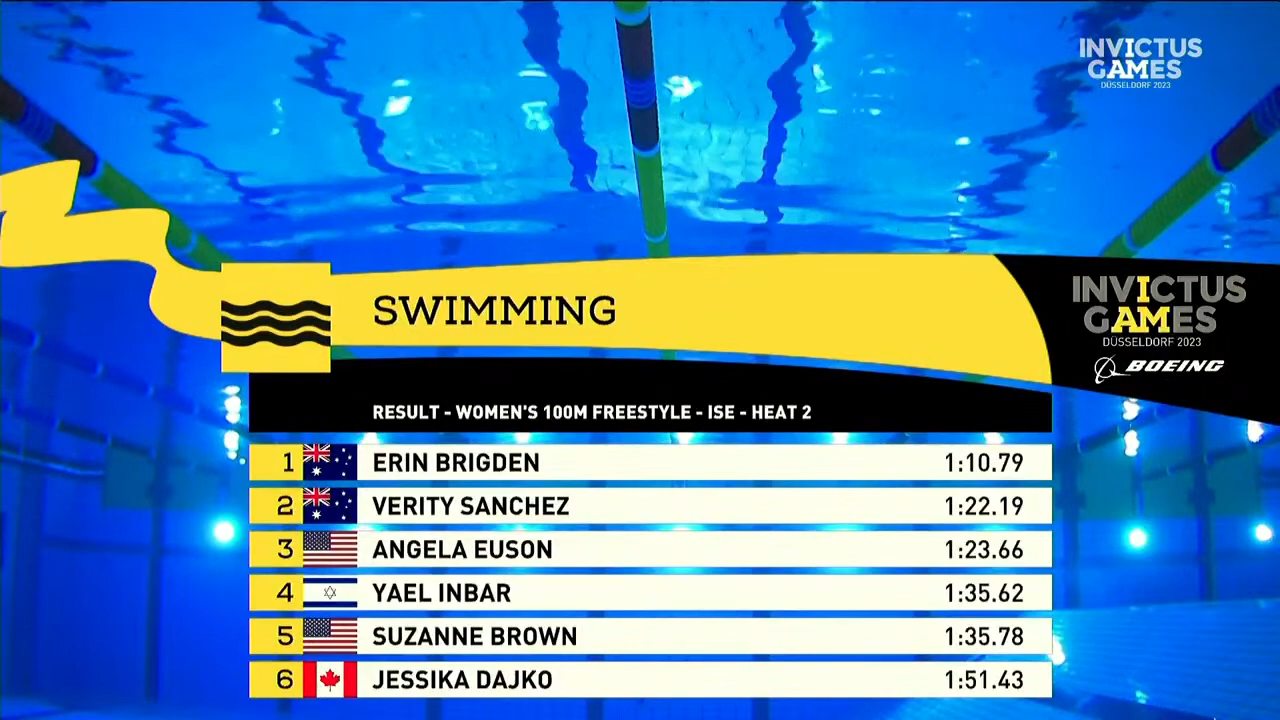 INVICTUS
GAMES
DÜSSELDORF 2023
SWIMMING
INVICTUS
GAMES
DÜSSELDORF 2023
BOEING
RESULT - WOMEN'S 100M FREESTYLE - ISE - HEAT 2
1 ERIN BRIGDEN 1:10.79
2 VERITY SANCHEZ 1:22.19
3 ANGELA EUSON 1:23.66
4 YAEL INBAR 1:35.62
5 SUZANNE BROWN 1:35.78
6 JESSIKA DAJKO 1:51.43